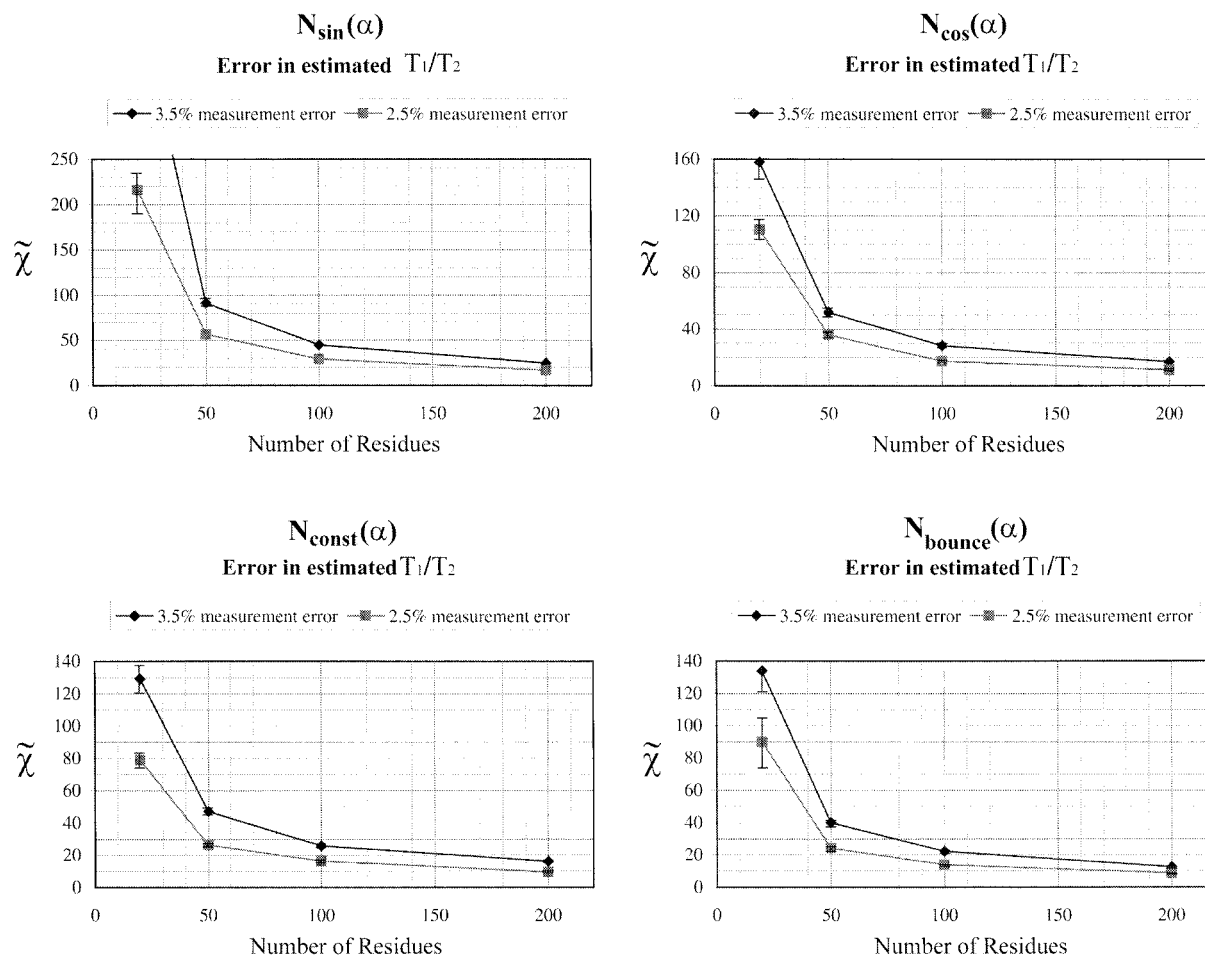 N_sin(α)
Error in estimated T₁/T₂
3.5% measurement error 2.5% measurement error
250
200
150
100
50
0
χ̃
0 50 100 150 200
Number of Residues
N_cos(α)
Error in estimated T₁/T₂
3.5% measurement error 2.5% measurement error
160
120
80
40
0
χ̃
0 50 100 150 200
Number of Residues
N_const(α)
Error in estimated T₁/T₂
3.5% measurement error 2.5% measurement error
140
120
100
80
60
40
20
0
χ̃
0 50 100 150 200
Number of Residues
N_bounce(α)
Error in estimated T₁/T₂
3.5% measurement error 2.5% measurement error
140
120
100
80
60
40
20
0
χ̃
0 50 100 150 200
Number of Residues